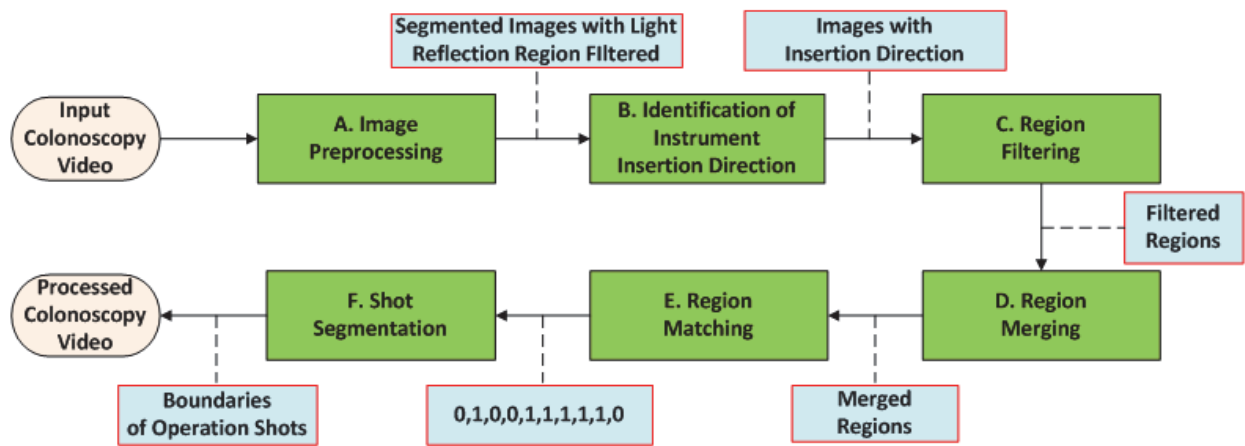 Segmented Images with Light
Reflection Region FIltered
Images with
Insertion Direction
Input
Colonoscopy
Video
A. Image
Preprocessing
B. Identification of
Instrument
Insertion Direction
C. Region
Filtering
Filtered
Regions
Processed
Colonoscopy
Video
F. Shot
Segmentation
E. Region
Matching
D. Region
Merging
Boundaries
of Operation Shots
0,1,0,0,1,1,1,1,1,0
Merged
Regions